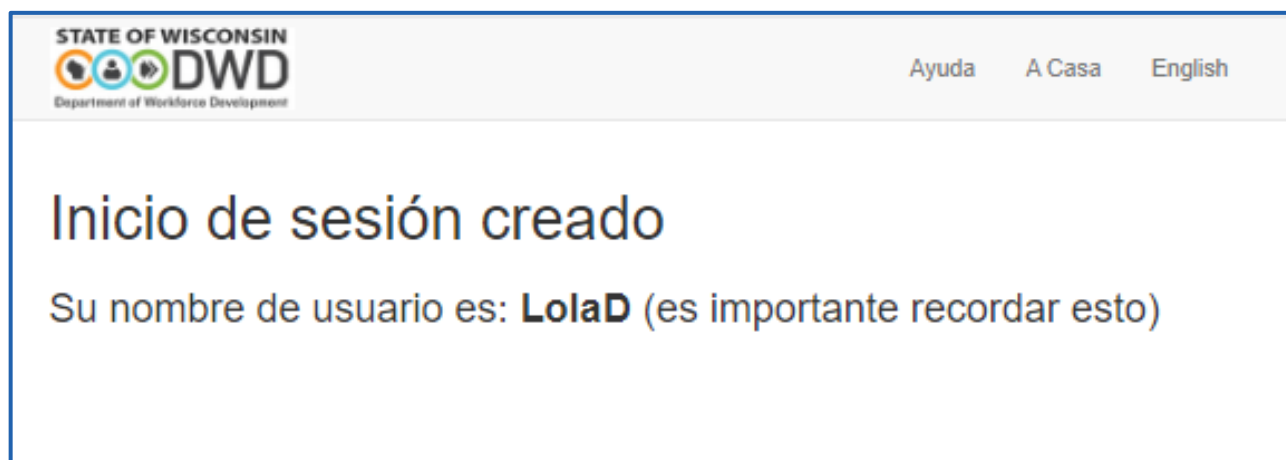 STATE OF WISCONSIN
DWD
Department of Workforce Development
Ayuda A Casa English
Inicio de sesión creado
Su nombre de usuario es: LolaD (es importante recordar esto)